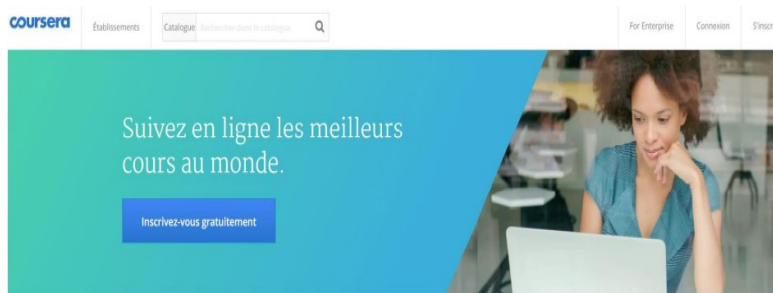 coursera
Établissements
Catalogue
Rechercher dans le catalogue
For Enterprise
Connexion
S'inscr
Suivez en ligne les meilleurs
cours au monde.
Inscrivez-vous gratuitement